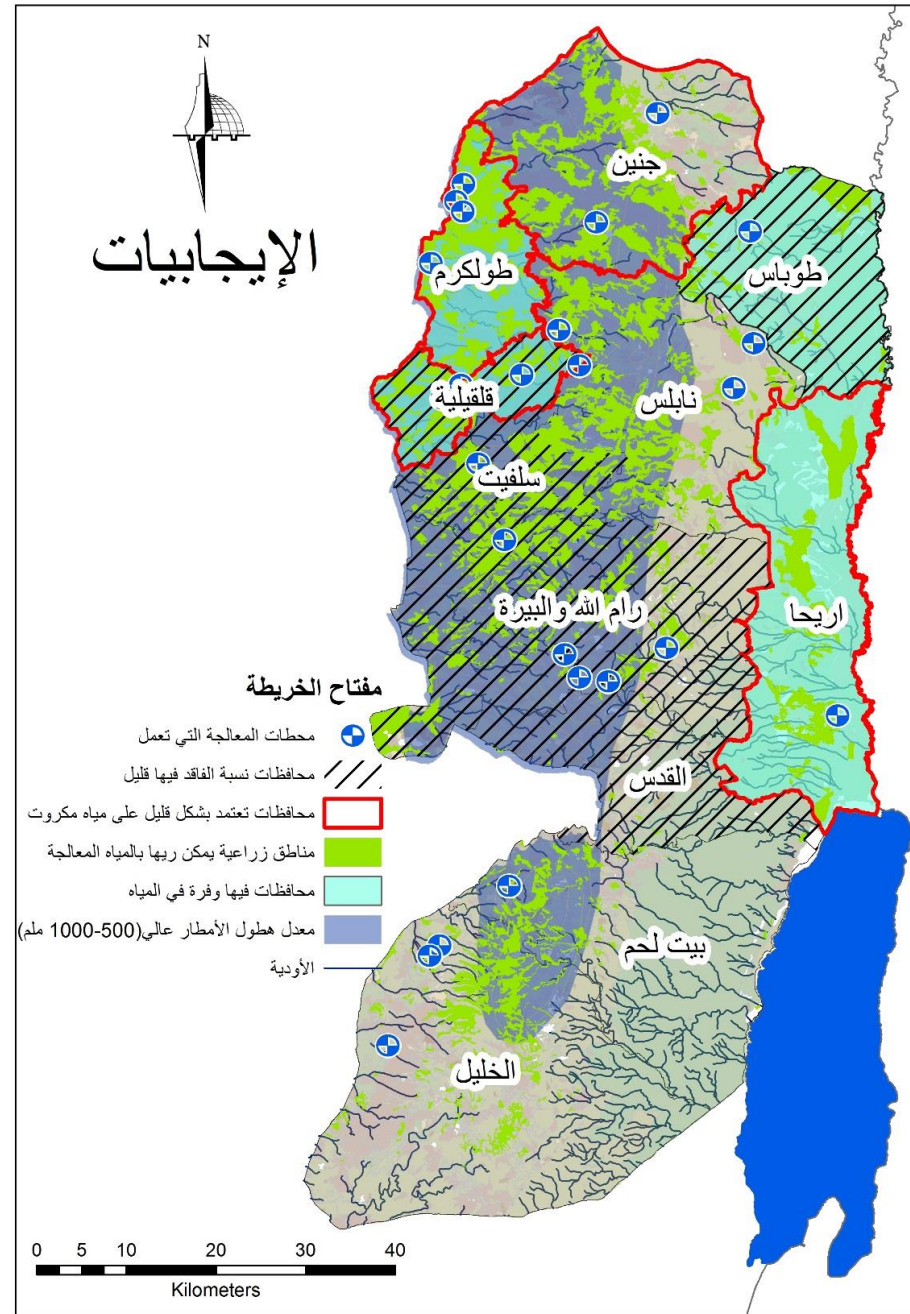 N
الإيجابيات
جنين
طوباس
طولكرم
قلقيلية
نابلس
سلفيت
اريحا
رام الله والبيرة
القدس
بيت لحم
الخليل
مفتاح الخريطة
محطات المعالجة التي تعمل
محافظات نسبة الفاقد فيها قليل
محافظات تعتمد بشكل قليل على مياه مكروت
مناطق زراعية يمكن ريها بالمياه المعالجة
محافظات فيها وفرة في المياه
معدل هطول الأمطار عالي(500-1000 ملم)
الأودية
0 5 10 20 30 40
Kilometers